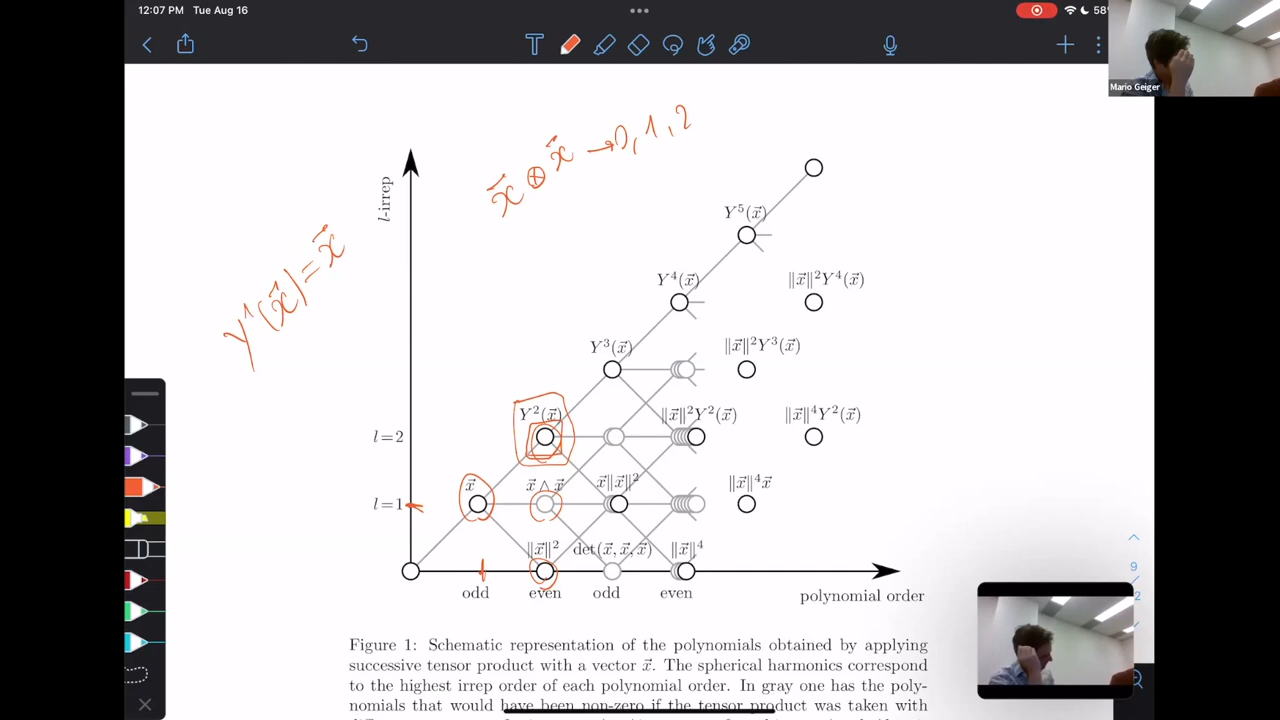 12:07 PM Tue Aug 16
58%
Mario Geiger
x⃗ ⊕ x⃗ → 0, 1, 2
Y¹(x⃗) = x⃗
l-irrep
Y⁵(x⃗)
Y⁴(x⃗)
‖x⃗‖²Y⁴(x⃗)
Y³(x⃗)
‖x⃗‖²Y³(x⃗)
Y²(x⃗)
‖x⃗‖²Y²(x⃗)
‖x⃗‖⁴Y²(x⃗)
l=2
x⃗
x⃗ ∧ x⃗
x⃗‖x⃗‖²
‖x⃗‖⁴x⃗
l=1
‖x⃗‖²
det(x⃗, x⃗, x⃗)
‖x⃗‖⁴
odd even odd even
polynomial order
9
2
Figure 1: Schematic representation of the polynomials obtained by applying
successive tensor product with a vector x⃗. The spherical harmonics correspond
to the highest irrep order of each polynomial order. In gray one has the poly-
nomials that would have been non-zero if the tensor product was taken with